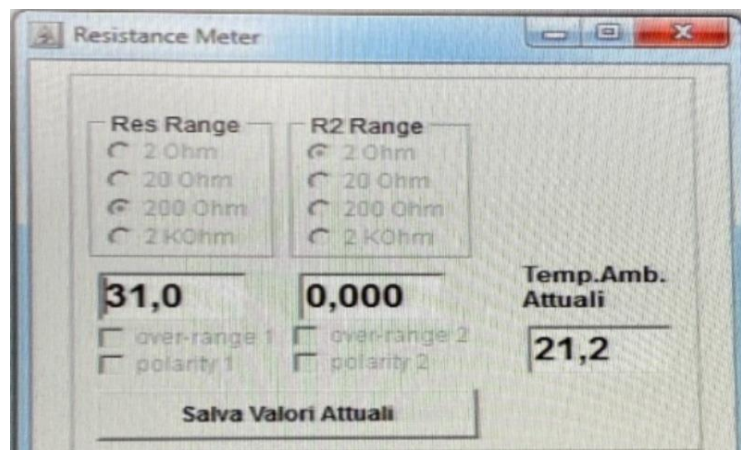 Resistance Meter
Res Range
2 Ohm
20 Ohm
200 Ohm
2 KOhm
R2 Range
2 Ohm
20 Ohm
200 Ohm
2 KOhm
31,0
0,000
Temp.Amb.
Attuali
over-range 1
over-range 2
21,2
polarity 1
polarity 2
Salva Valori Attuali